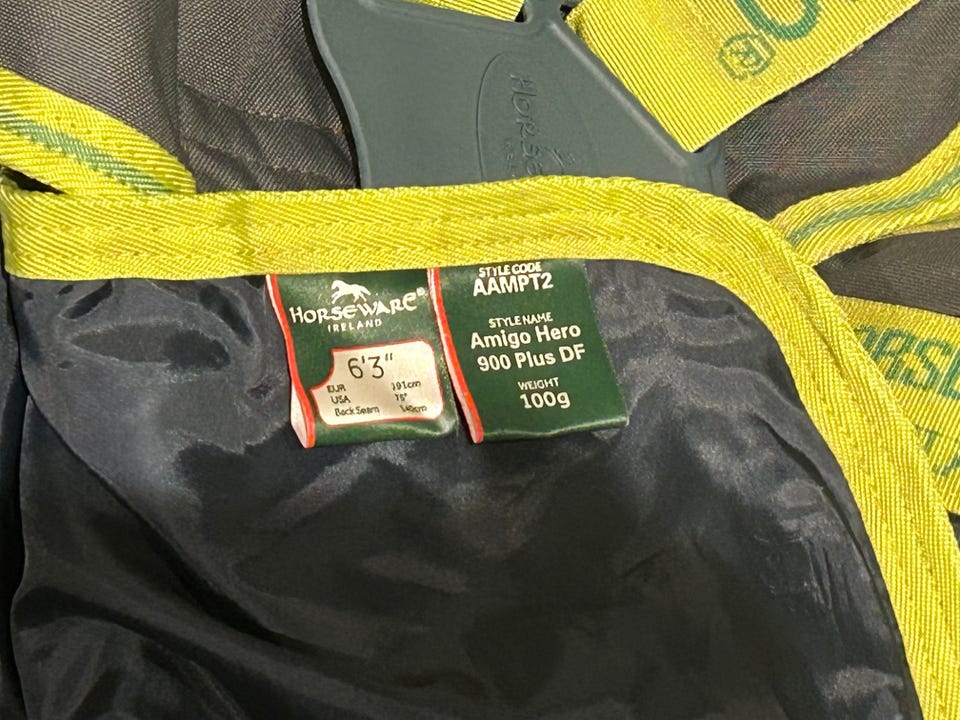 ®
HORSEWARE®
IRELAND
6'3"
EUR 191cm
USA 75"
Back Seam
STYLE CODE
AAMPT2
STYLE NAME
Amigo Hero
900 Plus DF
WEIGHT
100g